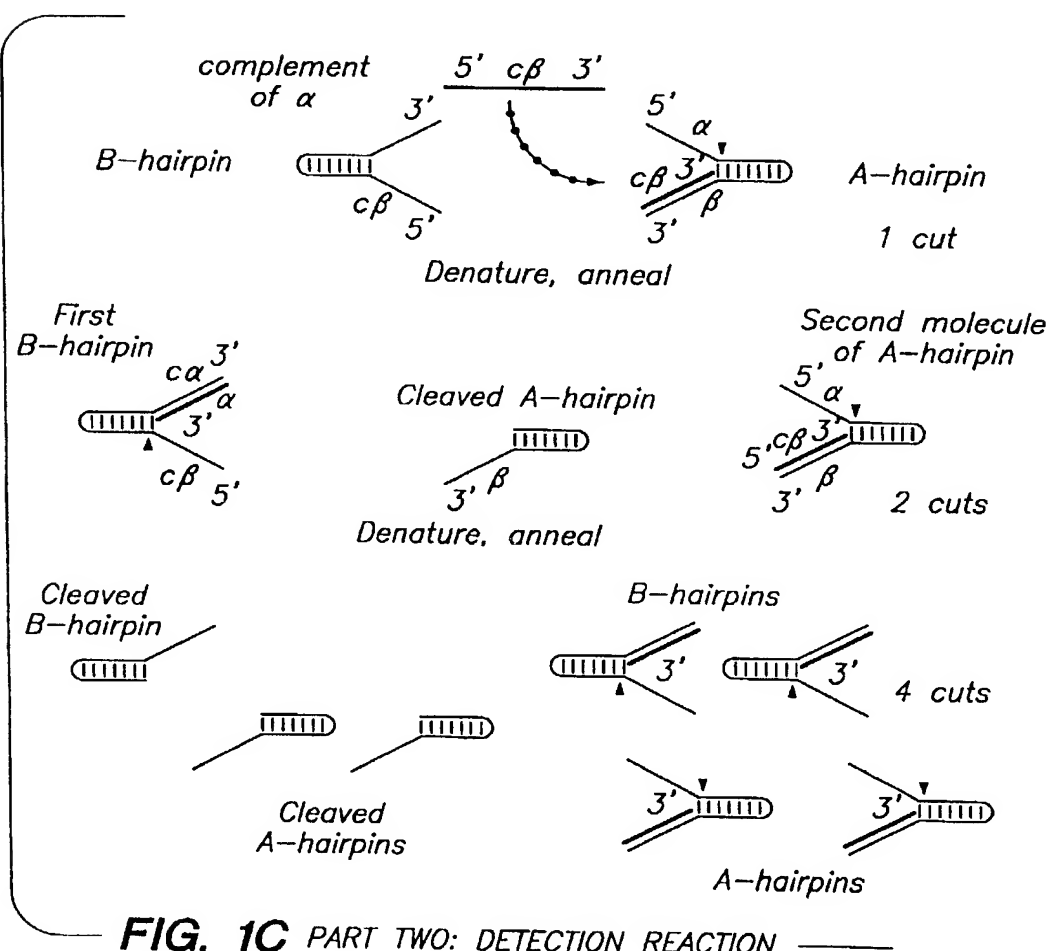 complement
of α
5' cβ 3'
3'
5'
α
B-hairpin
cβ
5'
cβ 3'
β
3'
A-hairpin
1 cut
Denature, anneal
First
B-hairpin
cα 3'
α
3'
cβ 5'
Cleaved A-hairpin
3' β
Denature, anneal
Second molecule
of A-hairpin
5'
α
5' cβ 3'
3' β
2 cuts
Cleaved
B-hairpin
B-hairpins
3'
3'
4 cuts
Cleaved
A-hairpins
3'
3'
A-hairpins
FIG. 1C PART TWO: DETECTION REACTION